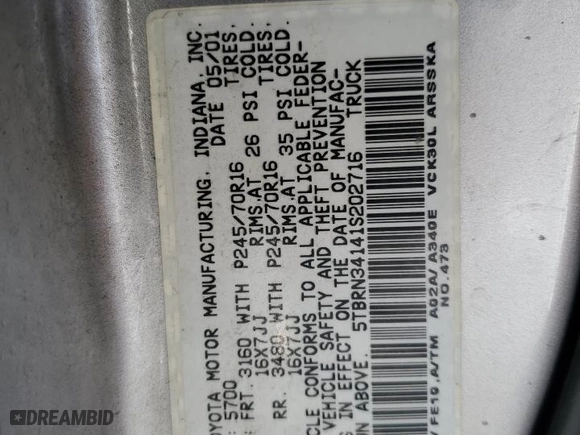 OYOTA MOTOR MANUFACTURING, INDIANA, INC.
: 5700 DATE 05/01
: FRT. 3160 WITH P245/70R16 TIRES,
16X7JJ RIMS, AT 26 PSI COLD.
: RR. 3480 WITH P245/70R16 TIRES,
16X7JJ RIMS, AT 35 PSI COLD.
CLE CONFORMS TO ALL APPLICABLE FEDER-
VEHICLE SAFETY AND THEFT PREVENTION
S IN EFFECT ON THE DATE OF MANUFAC-
WN ABOVE.
5TBRN34141S202716 TRUCK
/FE19 ,A/TM A02A/A340E VCK30L ARSSKA
NO.473
© DREAMBID